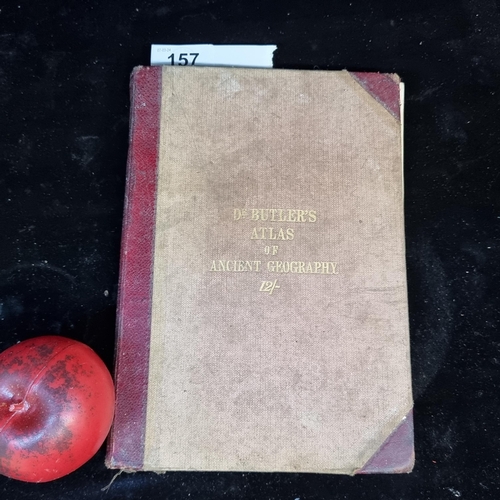 157
Dr BUTLER'S
ATLAS
OF
ANCIENT GEOGRAPHY.
12/-